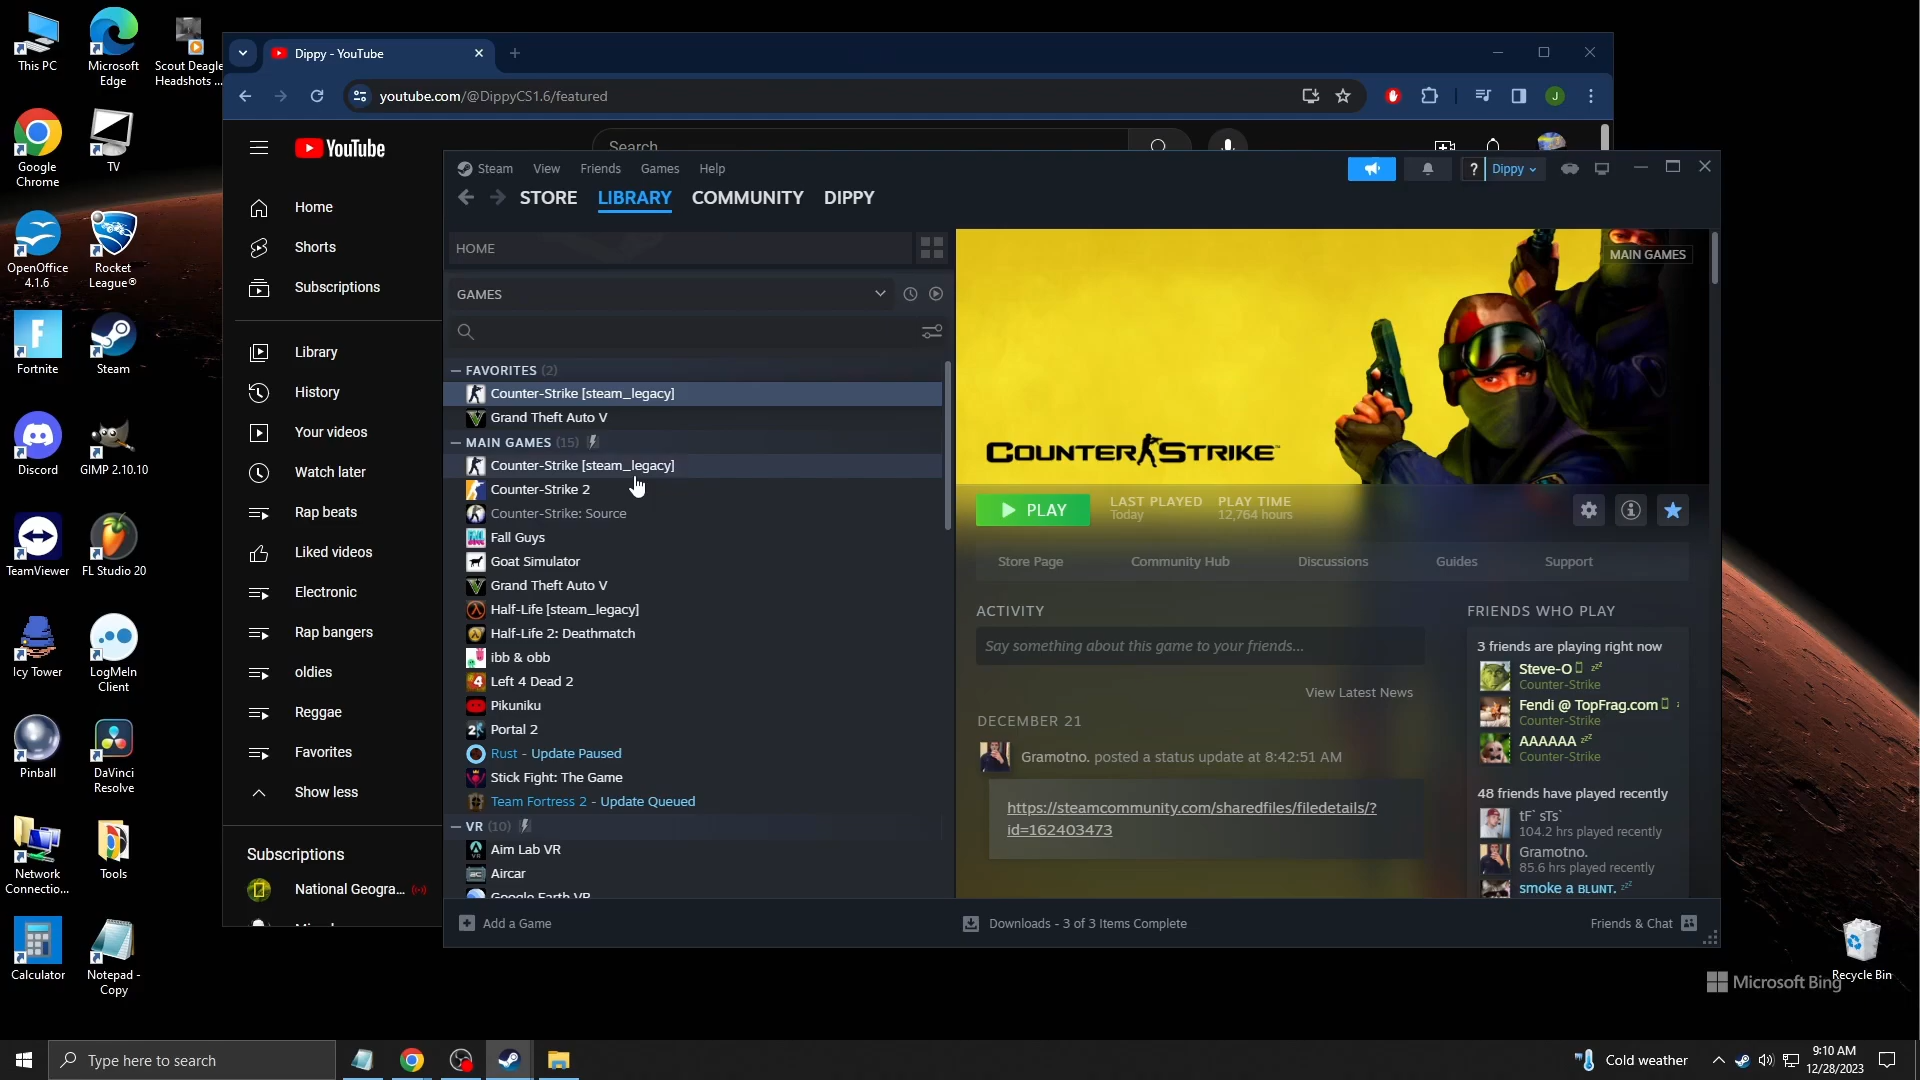 This PC
Microsoft
Edge
Scout Deagle
Headshots ...
Google
Chrome
TV
OpenOffice
4.1.6
Rocket
League®
Fortnite
Steam
Discord
GIMP 2.10.10
TeamViewer
FL Studio 20
Icy Tower
LogMeIn
Client
Pinball
DaVinci
Resolve
Network
Connectio...
Tools
Calculator
Notepad -
Copy
Dippy - YouTube
youtube.com/@DippyCS1.6/featured
J
YouTube
Search
Home
Shorts
Subscriptions
Library
History
Your videos
Watch later
Rap beats
Liked videos
Electronic
Rap bangers
oldies
Reggae
Favorites
Show less
Subscriptions
National Geogra...
Steam View Friends Games Help
? Dippy
STORE LIBRARY COMMUNITY DIPPY
HOME
GAMES
FAVORITES (2)
Counter-Strike [steam_legacy]
Grand Theft Auto V
MAIN GAMES (15)
Counter-Strike [steam_legacy]
Counter-Strike 2
Counter-Strike: Source
Fall Guys
Goat Simulator
Grand Theft Auto V
Half-Life [steam_legacy]
Half-Life 2: Deathmatch
ibb & obb
Left 4 Dead 2
Pikuniku
Portal 2
Rust - Update Paused
Stick Fight: The Game
Team Fortress 2 - Update Queued
VR (10)
Aim Lab VR
Aircar
Google Earth VR
Add a Game
MAIN GAMES
COUNTER STRIKE
PLAY
LAST PLAYED
Today
PLAY TIME
12,764 hours
Store Page Community Hub Discussions Guides Support
ACTIVITY
Say something about this game to your friends...
View Latest News
DECEMBER 21
Gramotno. posted a status update at 8:42:51 AM
https://steamcommunity.com/sharedfiles/filedetails/?
id=162403473
FRIENDS WHO PLAY
3 friends are playing right now
Steve-O zzz
Counter-Strike
Fendi @ TopFrag.com
Counter-Strike
AAAAAA zzz
Counter-Strike
48 friends have played recently
tF` sTs`
104.2 hrs played recently
Gramotno.
85.6 hrs played recently
smoke a BLUNT. zzz
Downloads - 3 of 3 Items Complete
Friends & Chat
Microsoft Bing
Recycle Bin
Type here to search
Cold weather
9:10 AM
12/28/2023